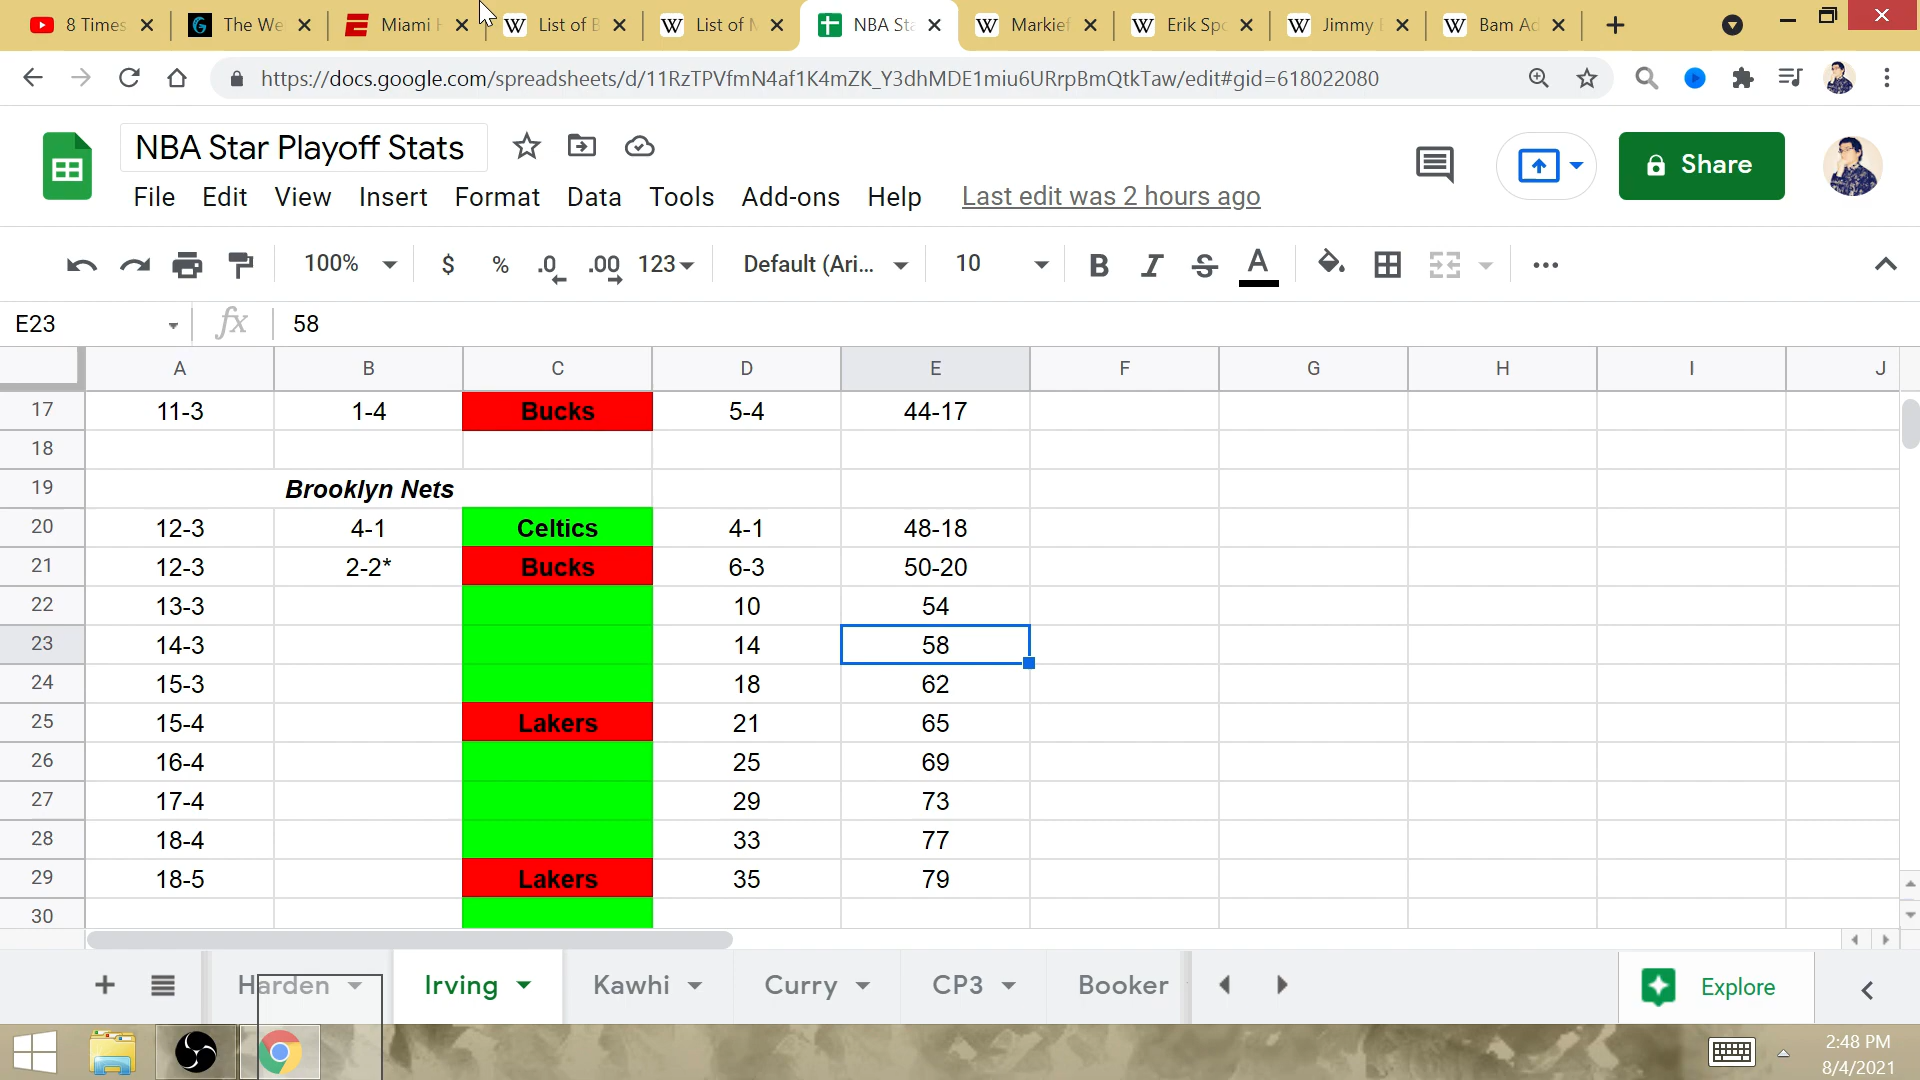 8 Times
The We
Miami H
List of B
List of M
NBA Sta
Markief
Erik Spo
Jimmy
Bam Ad
https://docs.google.com/spreadsheets/d/11RzTPVfmN4af1K4mZK_Y3dhMDE1miu6URrpBmQtkTaw/edit#gid=618022080
NBA Star Playoff Stats
File Edit View Insert Format Data Tools Add-ons Help Last edit was 2 hours ago
Share
100% $ % .0 .00 123 Default (Ari... 10 B I S A
E23 fx 58
A B C D E F G H I J
17 11-3 1-4 Bucks 5-4 44-17
18
19 Brooklyn Nets
20 12-3 4-1 Celtics 4-1 48-18
21 12-3 2-2* Bucks 6-3 50-20
22 13-3 10 54
23 14-3 14 58
24 15-3 18 62
25 15-4 Lakers 21 65
26 16-4 25 69
27 17-4 29 73
28 18-4 33 77
29 18-5 Lakers 35 79
30
Harden Irving Kawhi Curry CP3 Booker Explore
2:48 PM
8/4/2021